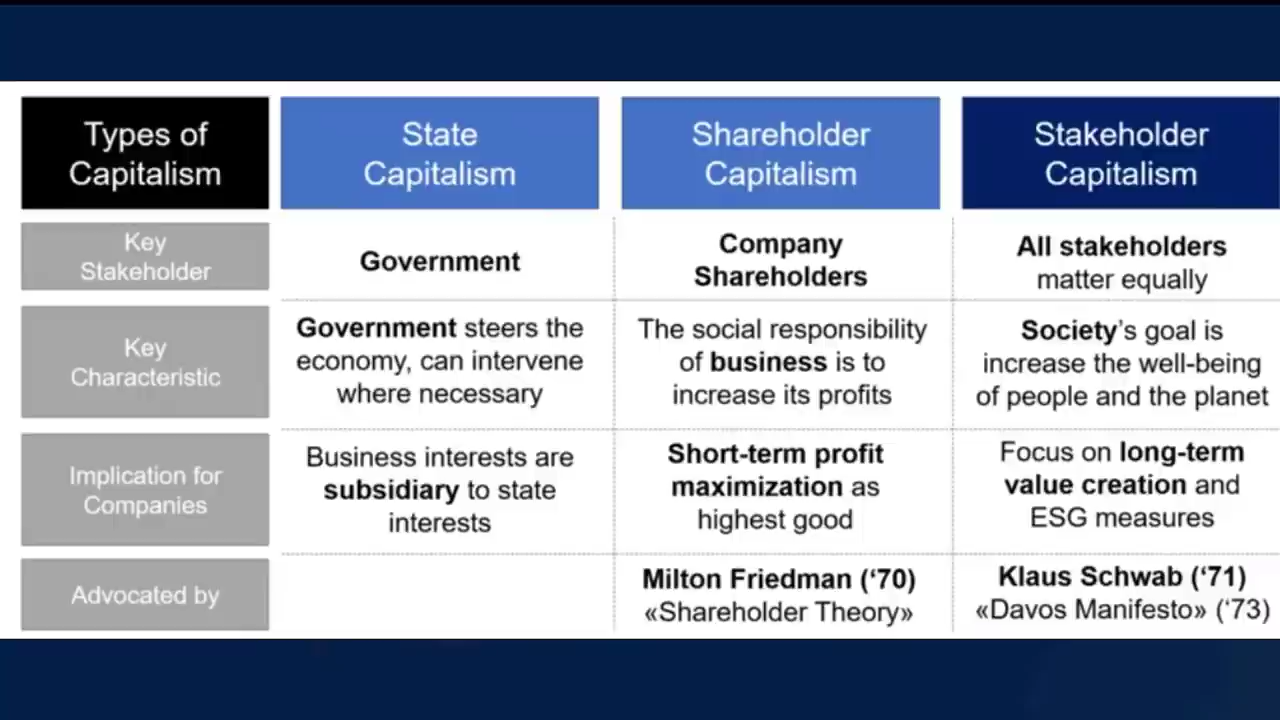 Types of
Capitalism
State
Capitalism
Shareholder
Capitalism
Stakeholder
Capitalism
Key
Stakeholder
Government
Company
Shareholders
All stakeholders
matter equally
Key
Characteristic
Government steers the
economy, can intervene
where necessary
The social responsibility
of business is to
increase its profits
Society's goal is
increase the well-being
of people and the planet
Implication for
Companies
Business interests are
subsidiary to state
interests
Short-term profit
maximization as
highest good
Focus on long-term
value creation and
ESG measures
Advocated by
Milton Friedman (‘70)
«Shareholder Theory»
Klaus Schwab (‘71)
«Davos Manifesto» (‘73)